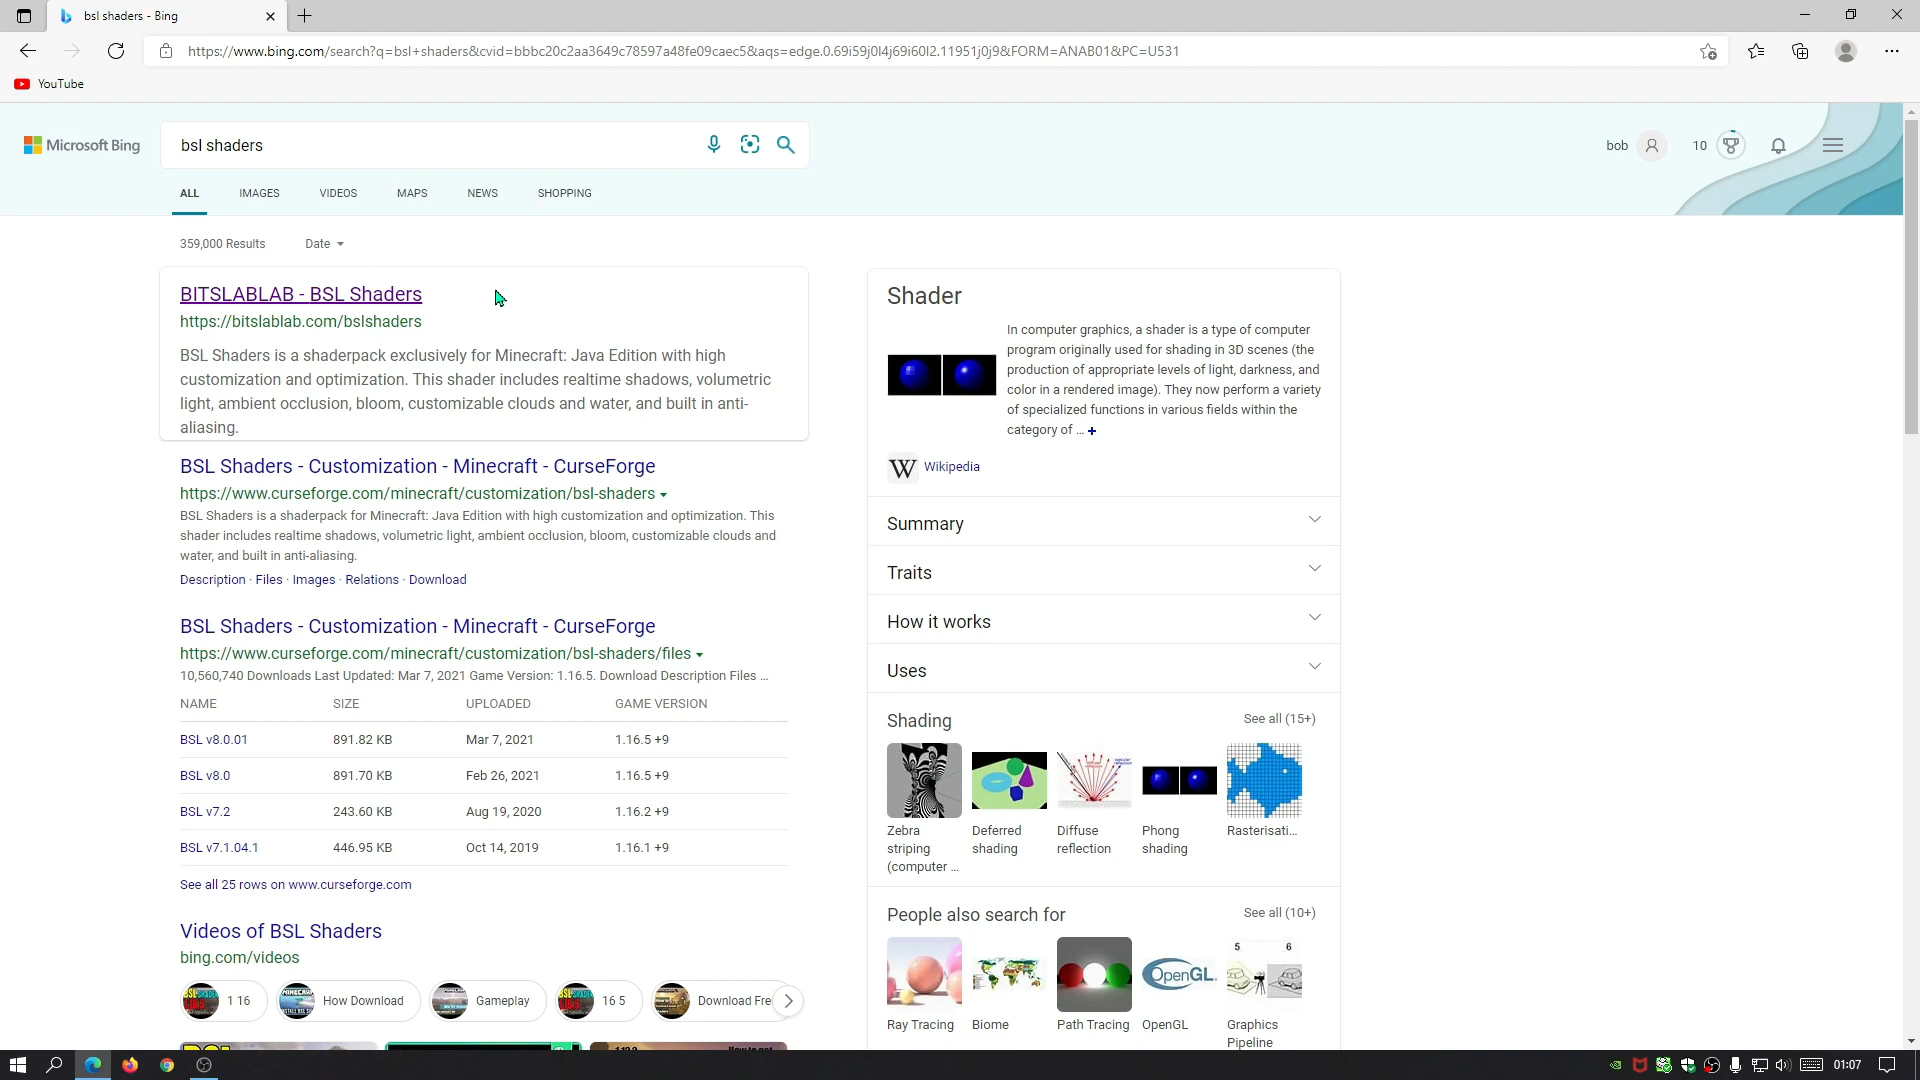 bsl shaders - Bing
https://www.bing.com/search?q=bsl+shaders&cvid=bbbc20c2aa3649c78597a48fe09caec5&aqs=edge.0.69i59j0l4j69i60l2.11951j0j9&FORM=ANAB01&PC=U531
YouTube
Microsoft Bing
bsl shaders
bob
10
ALL IMAGES VIDEOS MAPS NEWS SHOPPING
359,000 Results Date
BITSLABLAB - BSL Shaders
https://bitslablab.com/bslshaders
BSL Shaders is a shaderpack exclusively for Minecraft: Java Edition with high
customization and optimization. This shader includes realtime shadows, volumetric
light, ambient occlusion, bloom, customizable clouds and water, and built in anti-
aliasing.
BSL Shaders - Customization - Minecraft - CurseForge
https://www.curseforge.com/minecraft/customization/bsl-shaders
BSL Shaders is a shaderpack for Minecraft: Java Edition with high customization and optimization. This
shader includes realtime shadows, volumetric light, ambient occlusion, bloom, customizable clouds and
water, and built in anti-aliasing.
Description · Files · Images · Relations · Download
BSL Shaders - Customization - Minecraft - CurseForge
https://www.curseforge.com/minecraft/customization/bsl-shaders/files
10,560,740 Downloads Last Updated: Mar 7, 2021 Game Version: 1.16.5. Download Description Files ...
NAME SIZE UPLOADED GAME VERSION
BSL v8.0.01 891.82 KB Mar 7, 2021 1.16.5 +9
BSL v8.0 891.70 KB Feb 26, 2021 1.16.5 +9
BSL v7.2 243.60 KB Aug 19, 2020 1.16.2 +9
BSL v7.1.04.1 446.95 KB Oct 14, 2019 1.16.1 +9
See all 25 rows on www.curseforge.com
Videos of BSL Shaders
bing.com/videos
1 16 How Download Gameplay 16 5 Download Fre
Shader
In computer graphics, a shader is a type of computer
program originally used for shading in 3D scenes (the
production of appropriate levels of light, darkness, and
color in a rendered image). They now perform a variety
of specialized functions in various fields within the
category of ... +
W Wikipedia
Summary
Traits
How it works
Uses
Shading See all (15+)
Zebra
striping
(computer ...
Deferred
shading
Diffuse
reflection
Phong
shading
Rasterisati...
People also search for See all (10+)
5 6
OpenGL
Ray Tracing Biome Path Tracing OpenGL
Graphics
Pipeline
01:07